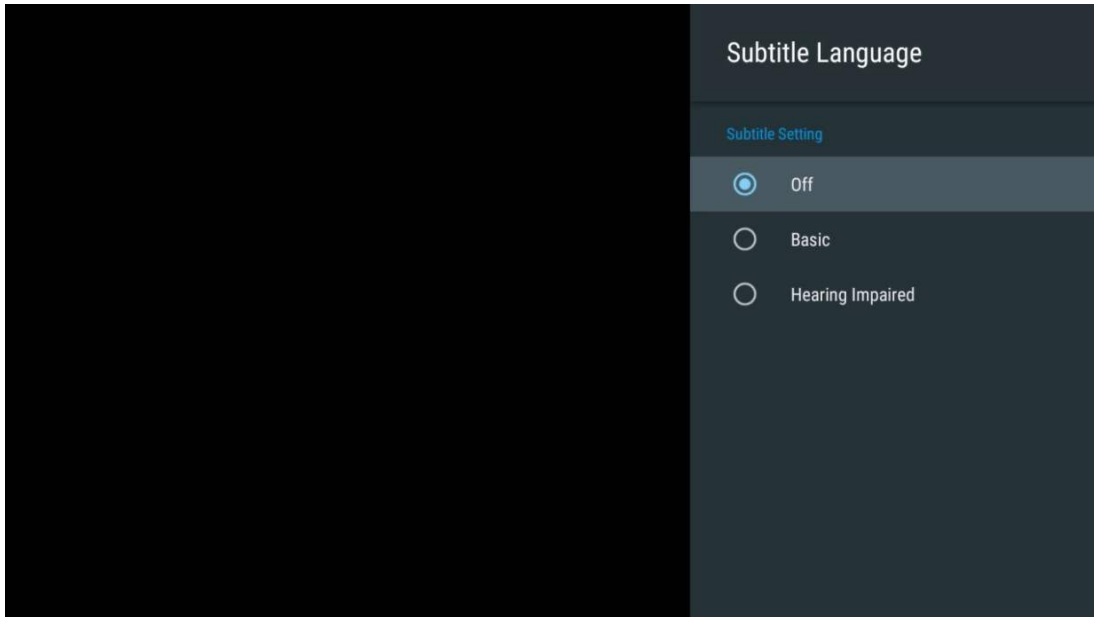 Subtitle Language
Subtitle Setting
Off
Basic
Hearing Impaired